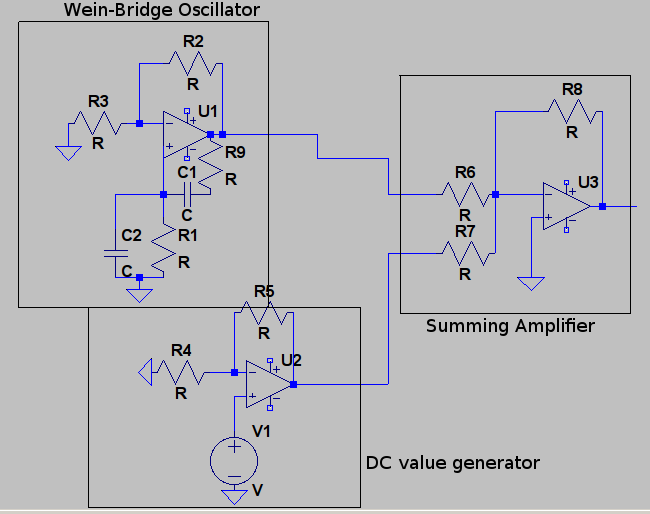 Wein-Bridge Oscillator
R2
R
R3
R
U1
R9
R
C1
C
C2
C
R1
R
R8
R
R6
R
U3
R7
R
Summing Amplifier
R5
R
R4
R
U2
V1
V
DC value generator